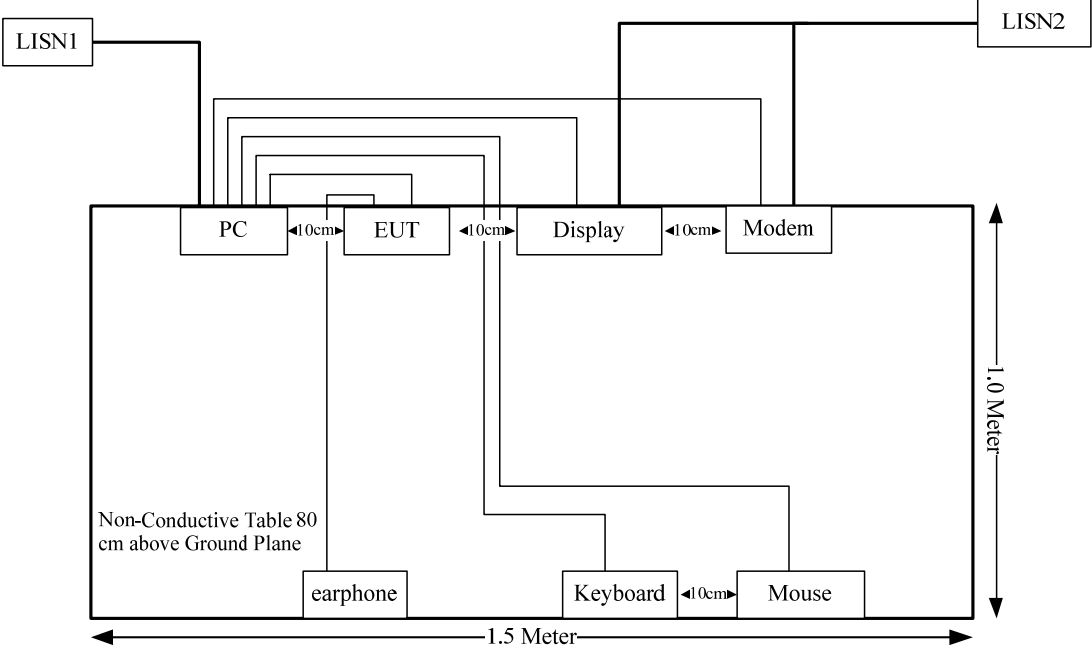 LISN1
LISN2
PC
10cm
EUT
10cm
Display
10cm
Modem
1.0 Meter
Non-Conductive Table 80
cm above Ground Plane
earphone
Keyboard
10cm
Mouse
1.5 Meter